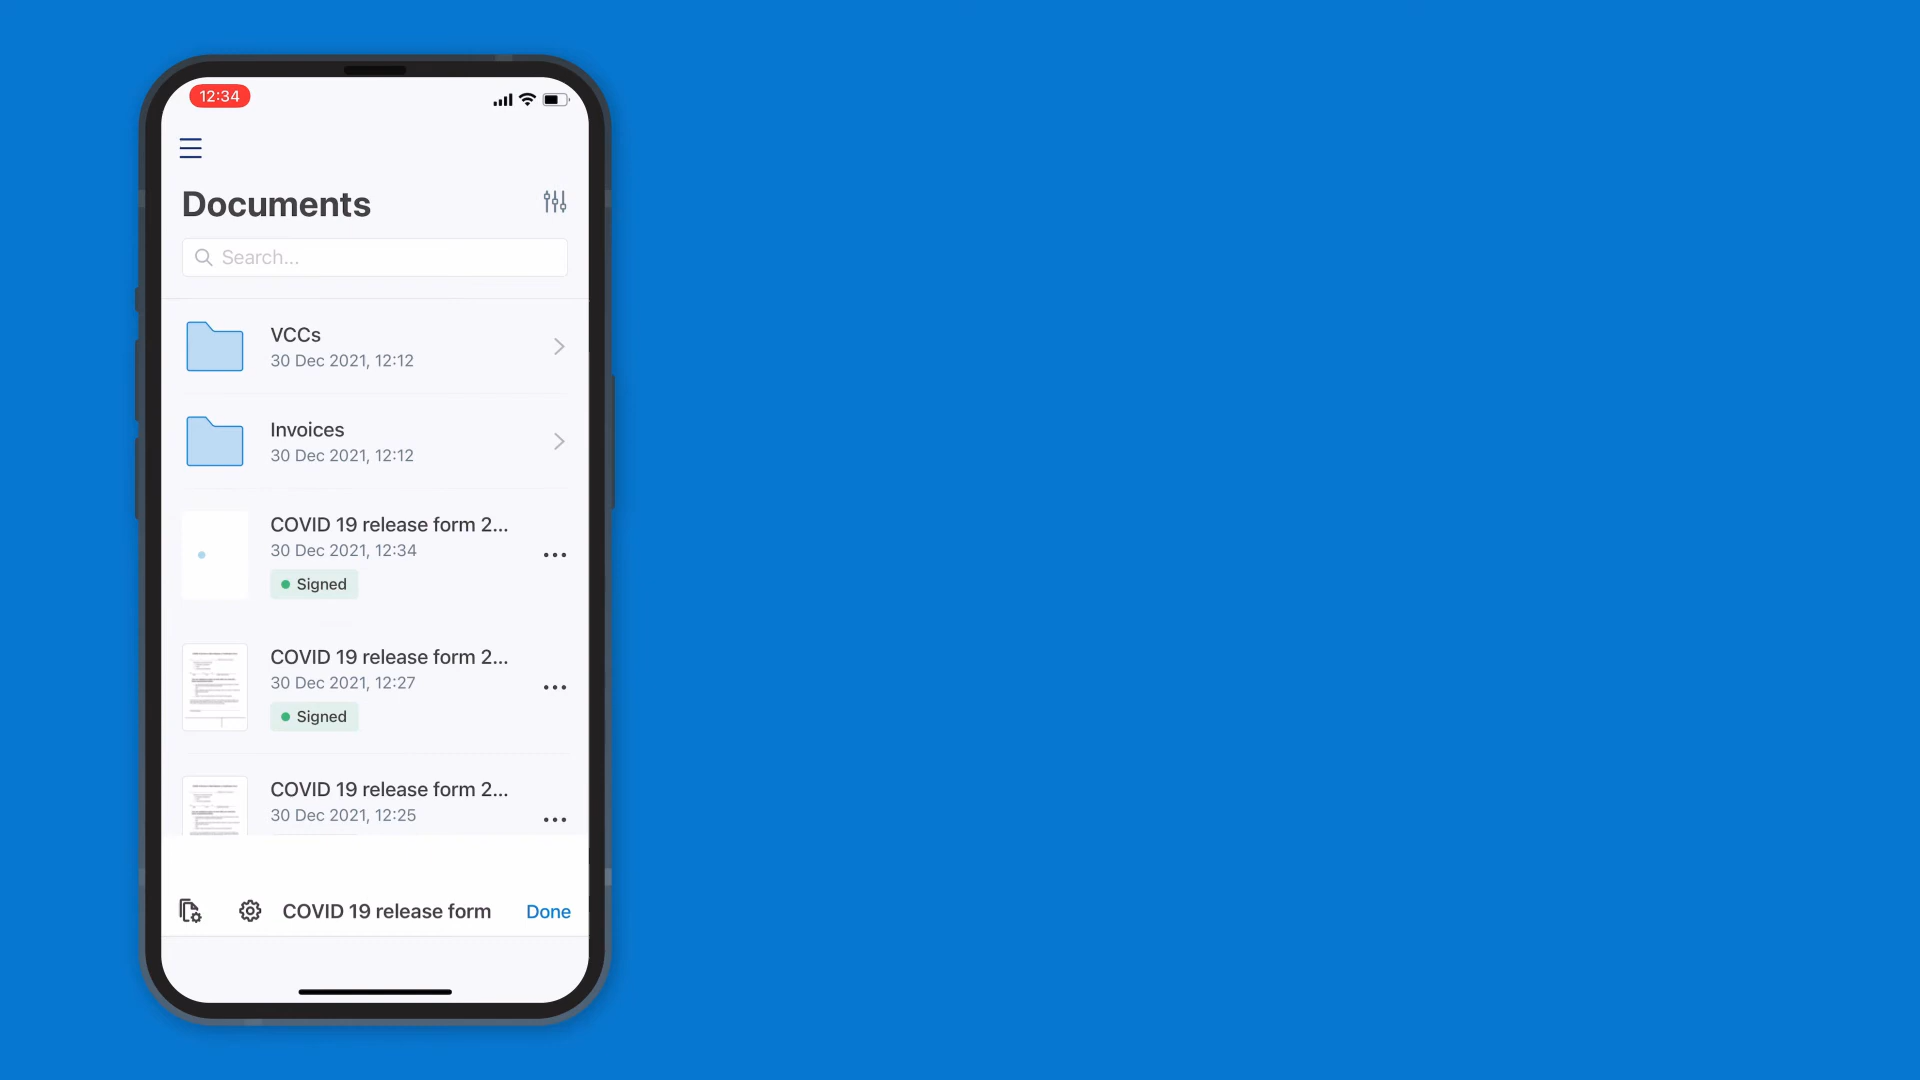 12:34
Documents
Search...
VCCs
30 Dec 2021, 12:12
Invoices
30 Dec 2021, 12:12
COVID 19 release form 2...
30 Dec 2021, 12:34
Signed
COVID 19 release form 2...
30 Dec 2021, 12:27
Signed
COVID 19 release form 2...
30 Dec 2021, 12:25
COVID 19 release form
Done